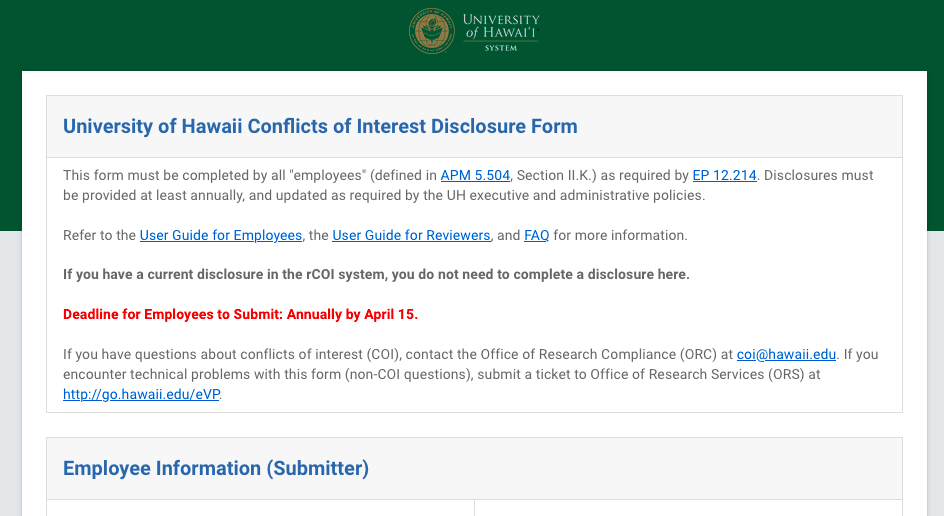 UNIVERSITY
of HAWAI'I
SYSTEM
University of Hawaii Conflicts of Interest Disclosure Form
This form must be completed by all "employees" (defined in APM 5.504, Section II.K.) as required by EP 12.214. Disclosures must
be provided at least annually, and updated as required by the UH executive and administrative policies.
Refer to the User Guide for Employees, the User Guide for Reviewers, and FAQ for more information.
If you have a current disclosure in the rCOI system, you do not need to complete a disclosure here.
Deadline for Employees to Submit: Annually by April 15.
If you have questions about conflicts of interest (COI), contact the Office of Research Compliance (ORC) at coi@hawaii.edu. If you
encounter technical problems with this form (non-COI questions), submit a ticket to Office of Research Services (ORS) at
http://go.hawaii.edu/eVP.
Employee Information (Submitter)